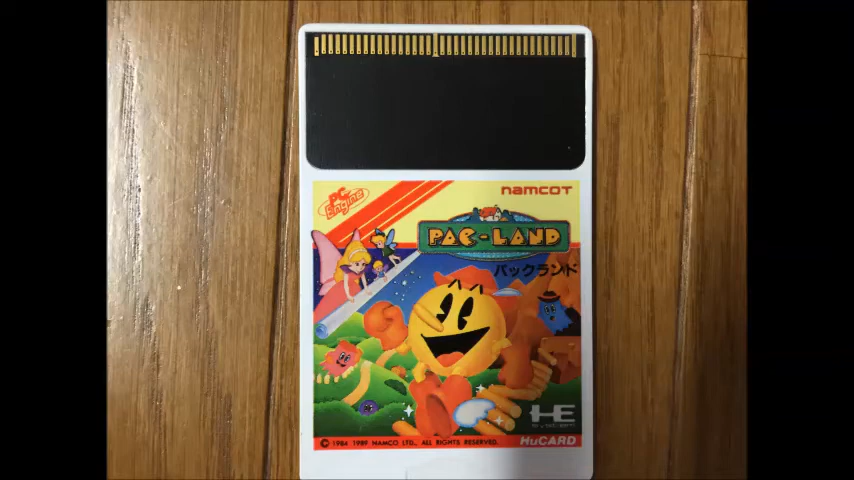 PC Engine
namcot
PAC-LAND
パックランド
HE
© 1984 1989 NAMCO LTD., ALL RIGHTS RESERVED.
HuCARD